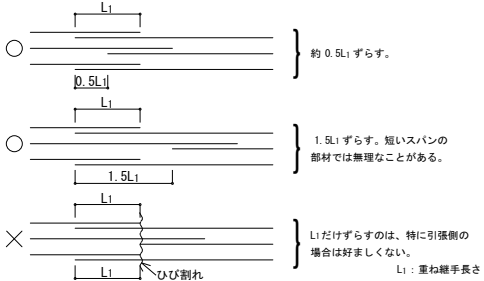 L1
○
約 0.5L1 ずらす。
0.5L1
L1
○
1.5L1 ずらす。短いスパンの
部材では無理なことがある。
1.5L1
L1
×
L1だけずらすのは、特に引張側の
場合は好ましくない。
L1
ひび割れ
L1：重ね継手長さ